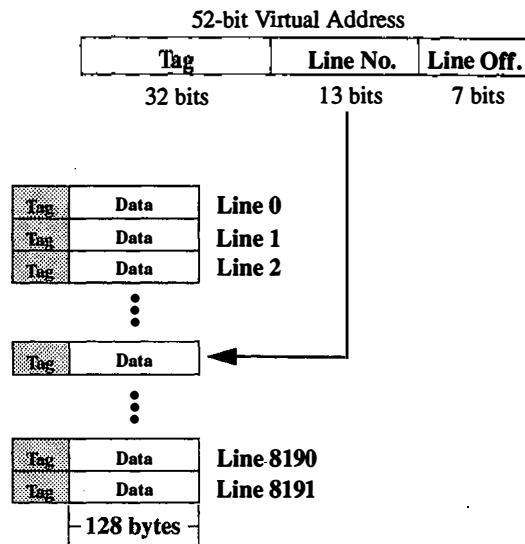 52-bit Virtual Address
Tag Line No. Line Off.
32 bits 13 bits 7 bits
Tag Data Line 0
Tag Data Line 1
Tag Data Line 2
Tag Data
Tag Data Line 8190
Tag Data Line 8191
128 bytes